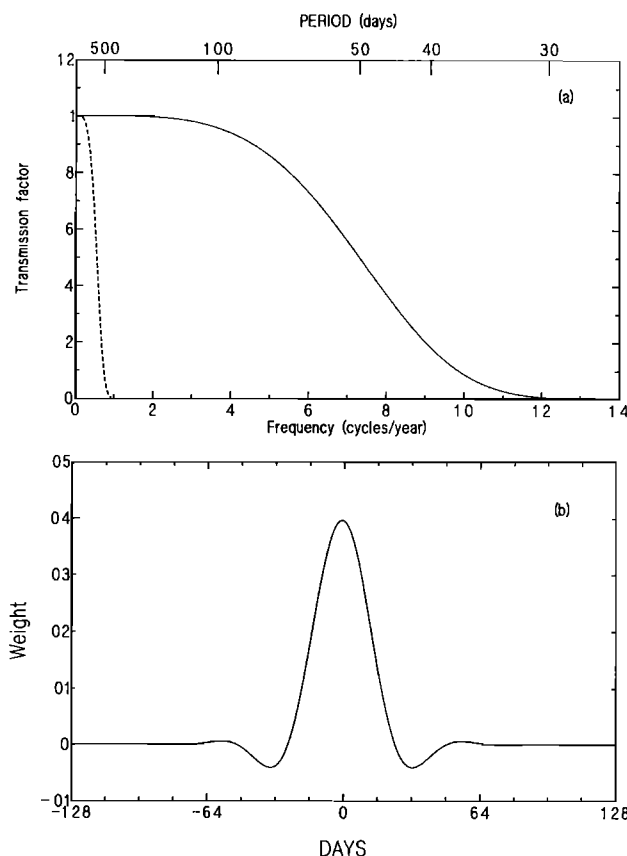 PERIOD (days)
500 100 50 40 30
12
1
8
6
4
2
0
Transmission factor
(a)
0 2 4 6 8 10 12 14
Frequency (cycles/year)
05
04
03
02
01
0
-01
Weight
(b)
-128 -64 0 64 128
DAYS